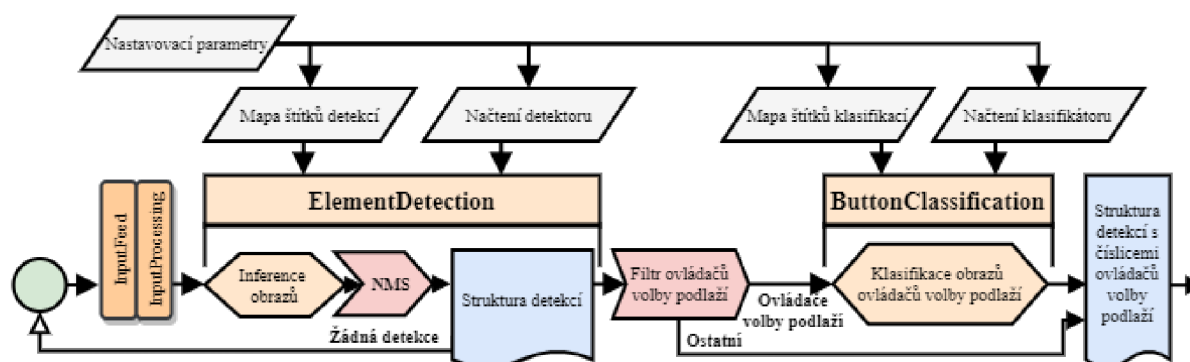 Nastavovací parametry
Mapa štítků detekcí
Načtení detektoru
Mapa štítků klasifikací
Načtení klasifikátoru
InputFeed
InputProcessing
ElementDetection
Inference
obrazů
NMS
Struktura detekcí
Žádná detekce
Filtr ovládačů
volby podlaží
Ovládače
volby podlaží
Ostatní
ButtonClassification
Klasifikace obrazů
ovládačů volby podlaží
Struktura
detekcí s
číslicemi
ovládačů
volby
podlaží